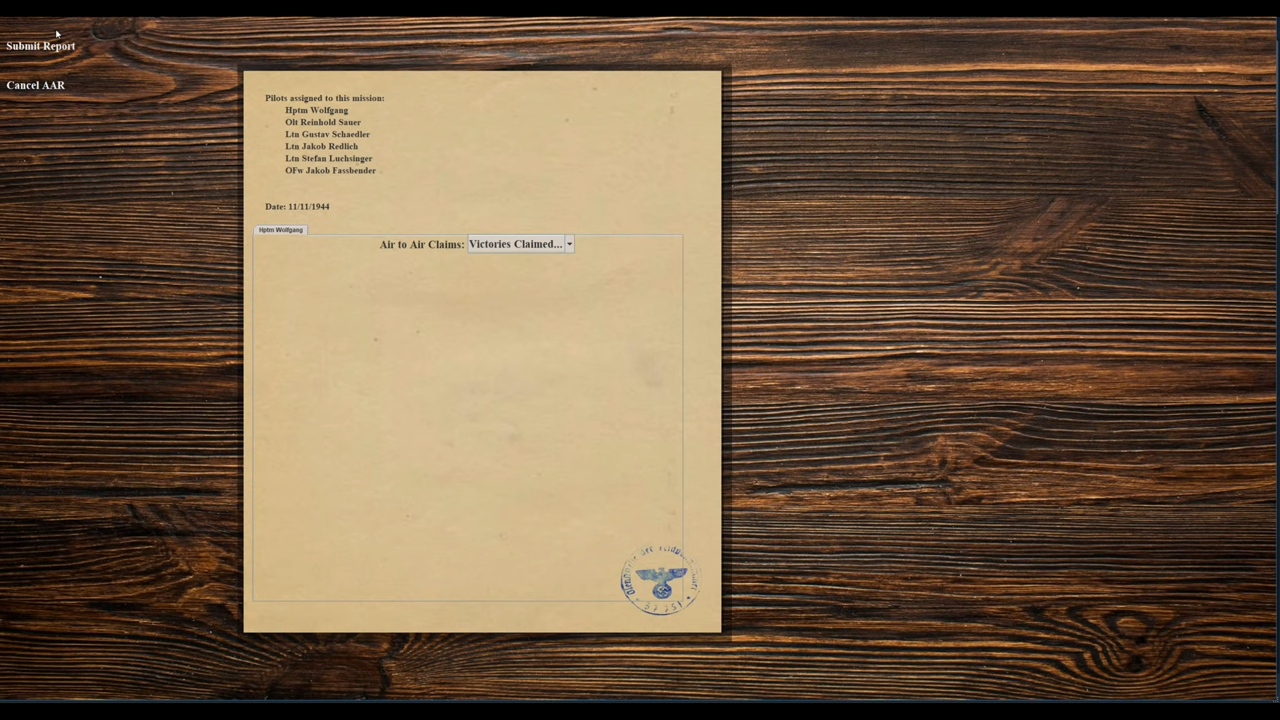 Submit Report
Cancel AAR
Pilots assigned to this mission:
Hptm Wolfgang
Olt Reinhold Sauer
Ltn Gustav Schaedler
Ltn Jakob Redlich
Ltn Stefan Luchsinger
OFw Jakob Fassbender
Date: 11/11/1944
Hptm Wolfgang
Air to Air Claims: Victories Claimed...